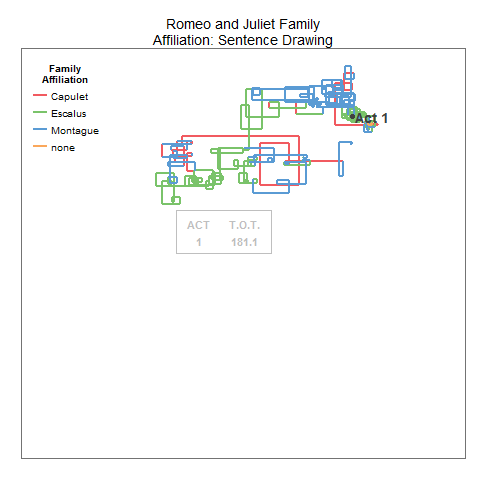 Romeo and Juliet Family
Affiliation: Sentence Drawing
Family
Affiliation
Capulet
Escalus
Montague
none
Act 1
ACT T.O.T.
1 181.1